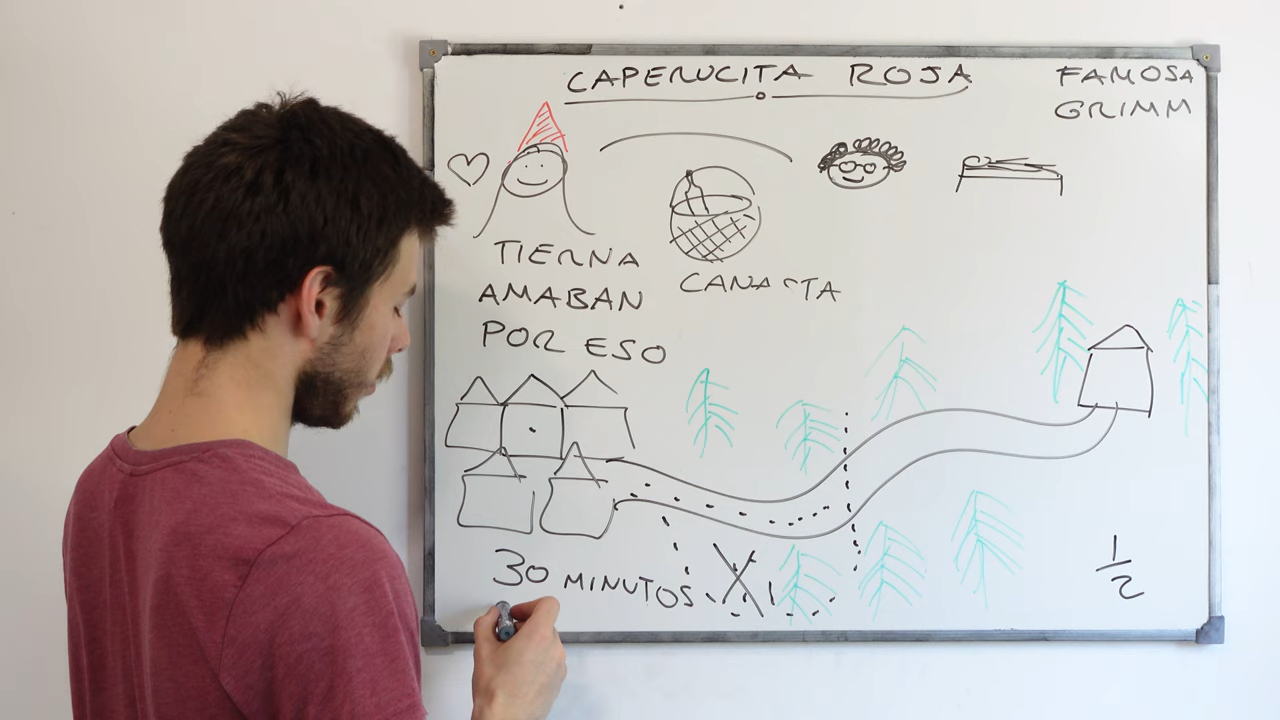 CAPERUCITA ROJA
FAMOSA
GRIMM
TIERNA
AMABAN
POR ESO
30 MINUTOS
1/2